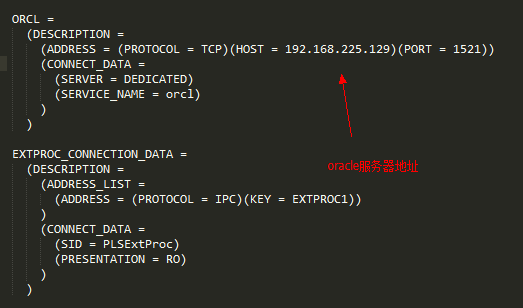 ORCL =
(DESCRIPTION =
(ADDRESS = (PROTOCOL = TCP)(HOST = 192.168.225.129)(PORT = 1521))
(CONNECT_DATA =
(SERVER = DEDICATED)
(SERVICE_NAME = orcl)
)
)
oracle服务器地址
EXTPROC_CONNECTION_DATA =
(DESCRIPTION =
(ADDRESS_LIST =
(ADDRESS = (PROTOCOL = IPC)(KEY = EXTPROC1))
)
(CONNECT_DATA =
(SID = PLSExtProc)
(PRESENTATION = RO)
)
)